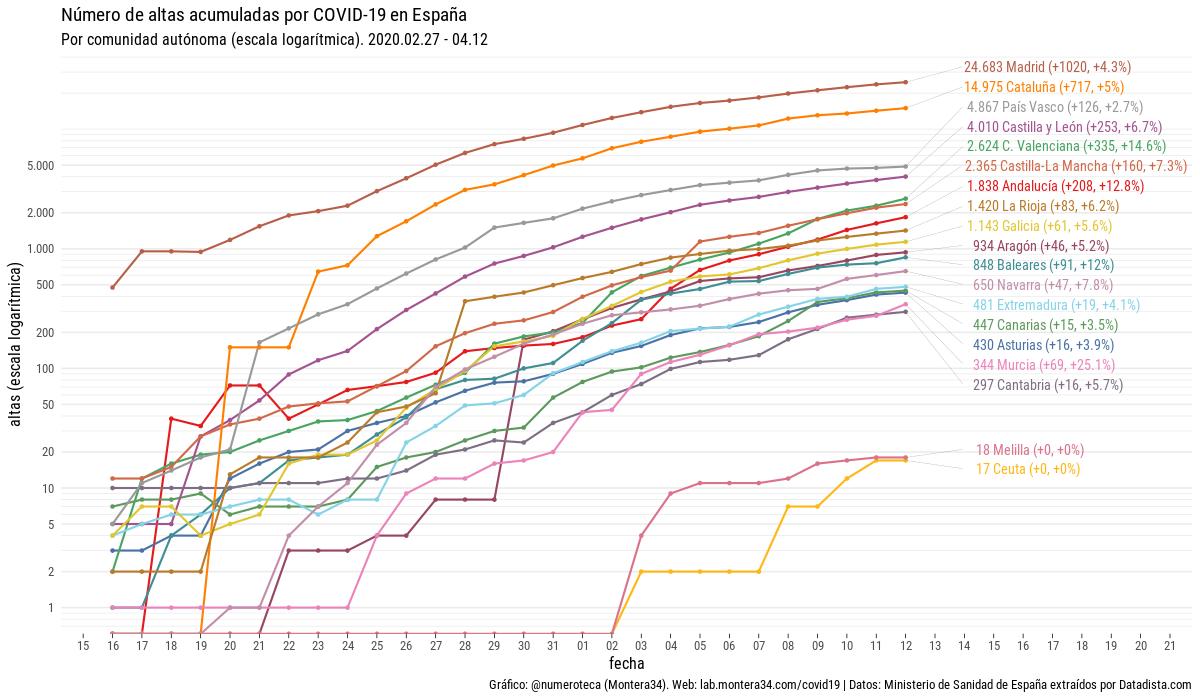 Número de altas acumuladas por COVID-19 en España
Por comunidad autónoma (escala logarítmica). 2020.02.27 - 04.12
24.683 Madrid (+1020, +4.3%)
14.975 Cataluña (+717, +5%)
4.867 País Vasco (+126, +2.7%)
4.010 Castilla y León (+253, +6.7%)
2.624 C. Valenciana (+335, +14.6%)
2.365 Castilla-La Mancha (+160, +7.3%)
1.838 Andalucía (+208, +12.8%)
1.420 La Rioja (+83, +6.2%)
1.143 Galicia (+61, +5.6%)
934 Aragón (+46, +5.2%)
848 Baleares (+91, +12%)
650 Navarra (+47, +7.8%)
481 Extremadura (+19, +4.1%)
447 Canarias (+15, +3.5%)
430 Asturias (+16, +3.9%)
344 Murcia (+69, +25.1%)
297 Cantabria (+16, +5.7%)
18 Melilla (+0, +0%)
17 Ceuta (+0, +0%)
altas (escala logarítmica)
5.000
2.000
1.000
500
200
100
50
20
10
5
2
1
15 16 17 18 19 20 21 22 23 24 25 26 27 28 29 30 31 01 02 03 04 05 06 07 08 09 10 11 12 13 14 15 16 17 18 19 20 21
fecha
Gráfico: @numeroteca (Montera34). Web: lab.montera34.com/covid19 | Datos: Ministerio de Sanidad de España extraídos por Datadista.com